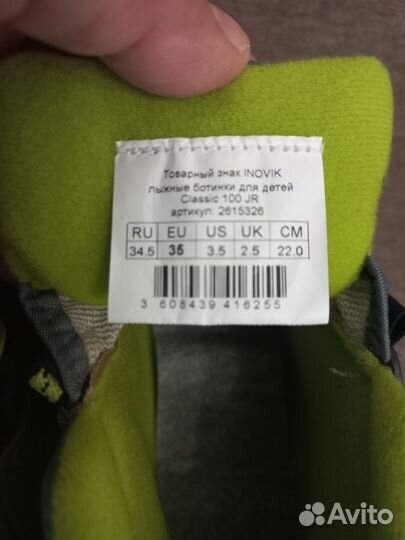 Товарный знак INOVIK
лыжные ботинки для детей
Classic 100 JR
артикул: 2615326
RU EU US UK CM
34.5 35 3.5 2.5 22.0
3 608439 416255
Avito